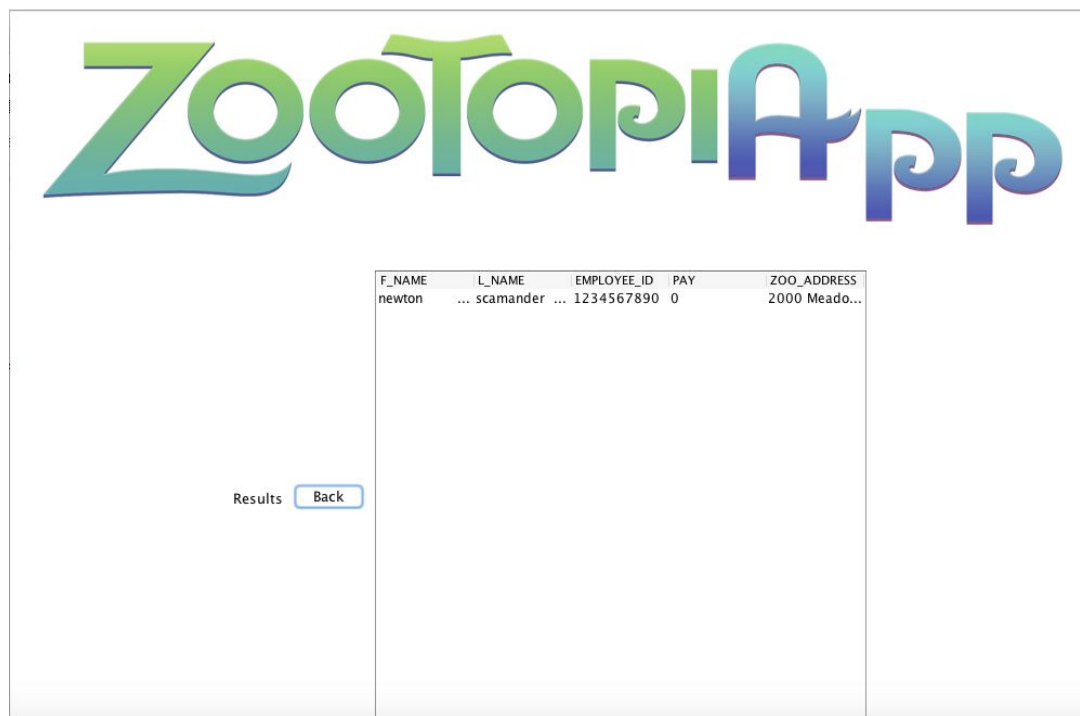 ZooTopiApp
F_NAME L_NAME EMPLOYEE_ID PAY ZOO_ADDRESS
newton ... scamander ... 1234567890 0 2000 Meado...
Results Back